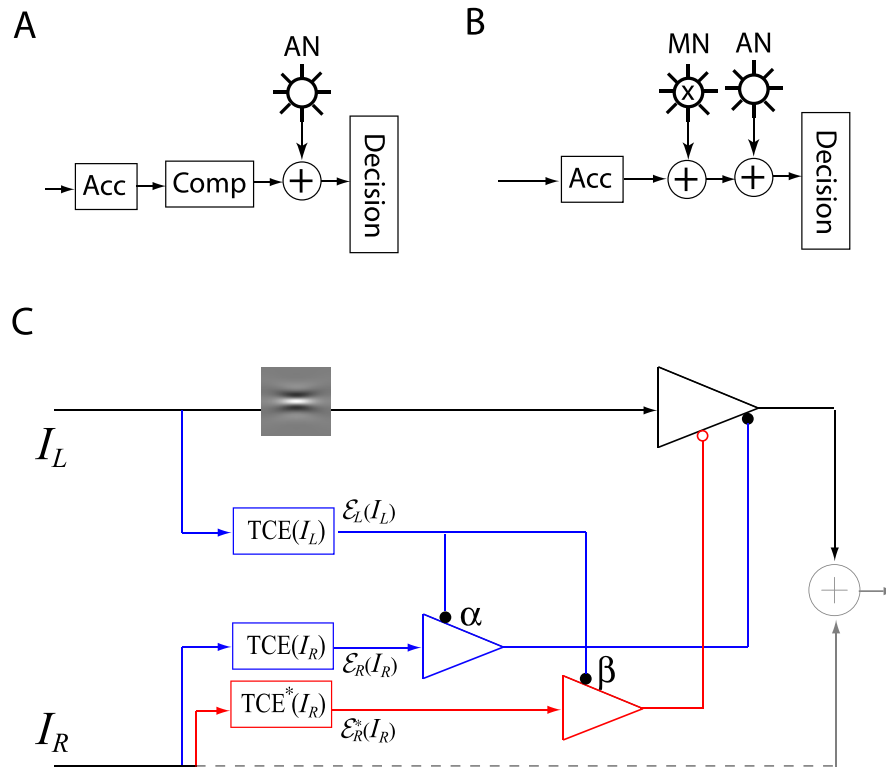 A
AN
Acc
Comp
+
Decision
B
MN
AN
x
Acc
+
+
Decision
C
I_L
TCE(I_L)
ℰ_L(I_L)
α
TCE(I_R)
ℰ_R(I_R)
β
TCE*(I_R)
ℰ*_R(I_R)
I_R
+